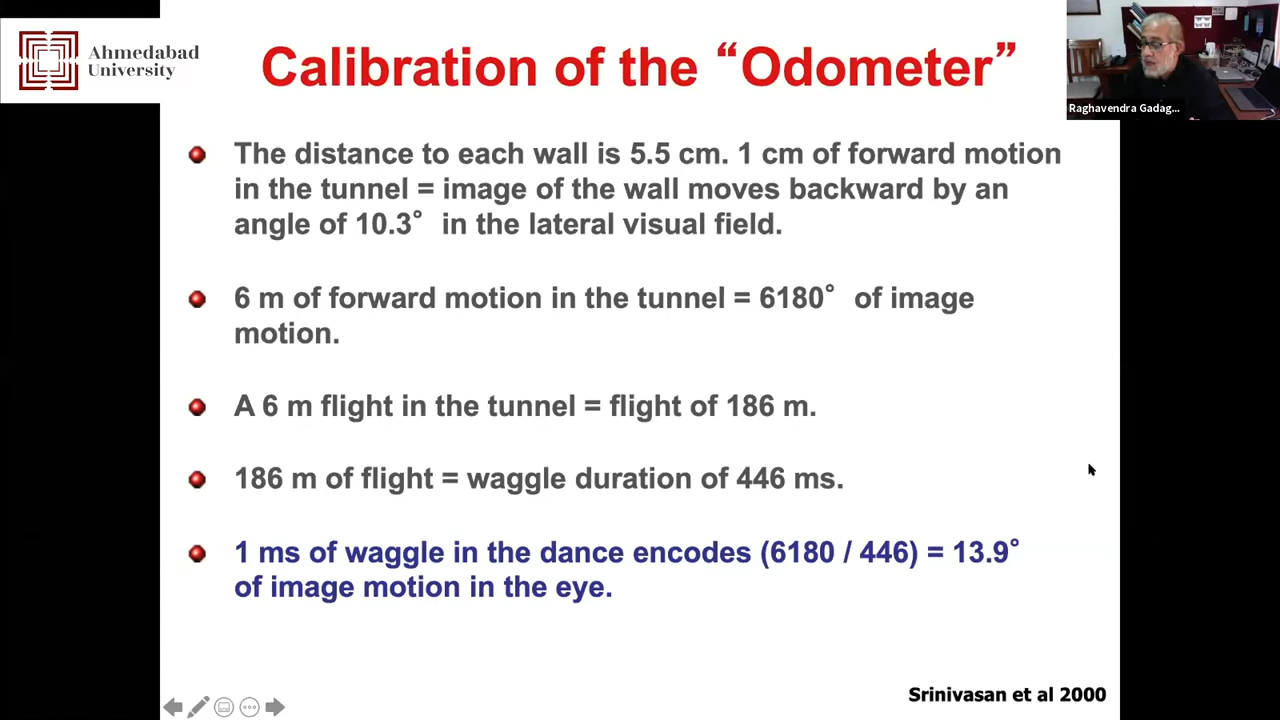 Ahmedabad
University
Calibration of the “Odometer”
Raghavendra Gadag...
The distance to each wall is 5.5 cm. 1 cm of forward motion
in the tunnel = image of the wall moves backward by an
angle of 10.3° in the lateral visual field.
6 m of forward motion in the tunnel = 6180° of image
motion.
A 6 m flight in the tunnel = flight of 186 m.
186 m of flight = waggle duration of 446 ms.
1 ms of waggle in the dance encodes (6180 / 446) = 13.9°
of image motion in the eye.
Srinivasan et al 2000